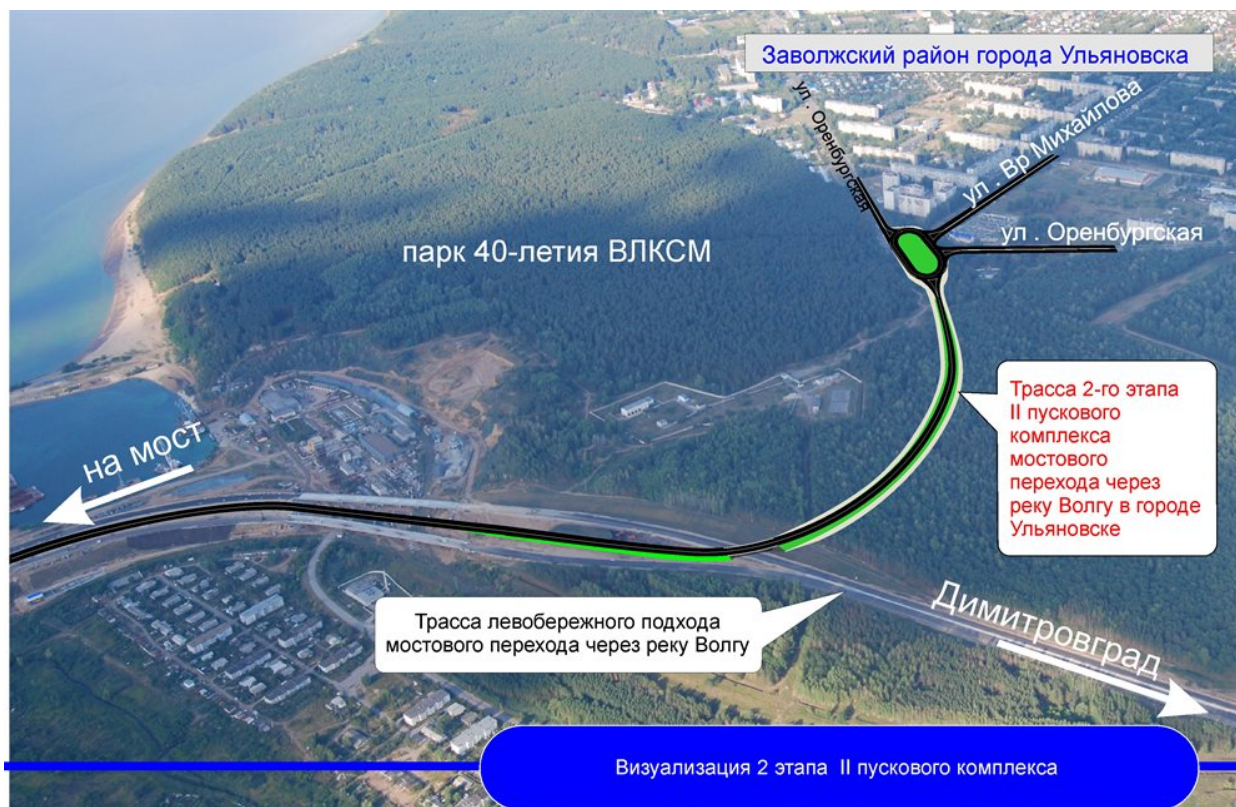 Заволжский район города Ульяновска
ул. Оренбургская
ул . Вр Михайлова
ул . Оренбургская
парк 40-летия ВЛКСМ
Трасса 2-го этапа
II пускового
комплекса
мостового
перехода через
реку Волгу в городе
Ульяновске
на мост
Димитровград
Трасса левобережного подхода
мостового перехода через реку Волгу
Визуализация 2 этапа II пускового комплекса